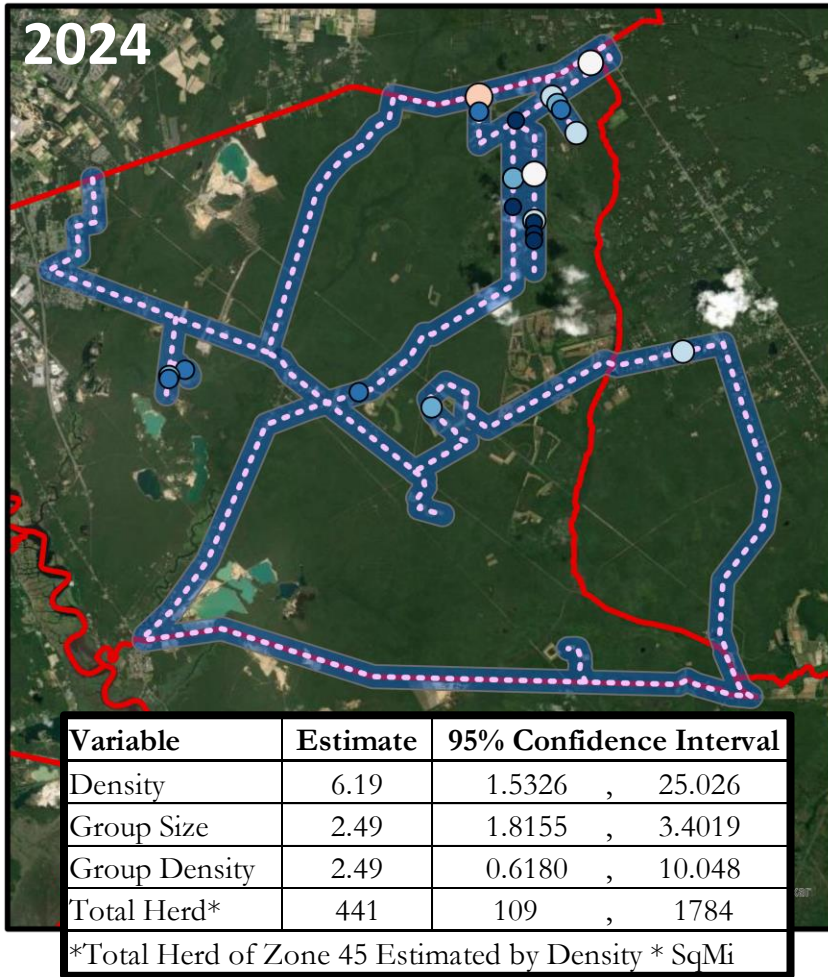 2024
Variable Estimate 95% Confidence Interval
Density 6.19 1.5326 , 25.026
Group Size 2.49 1.8155 , 3.4019
Group Density 2.49 0.6180 , 10.048
Total Herd* 441 109 , 1784
*Total Herd of Zone 45 Estimated by Density * SqMi